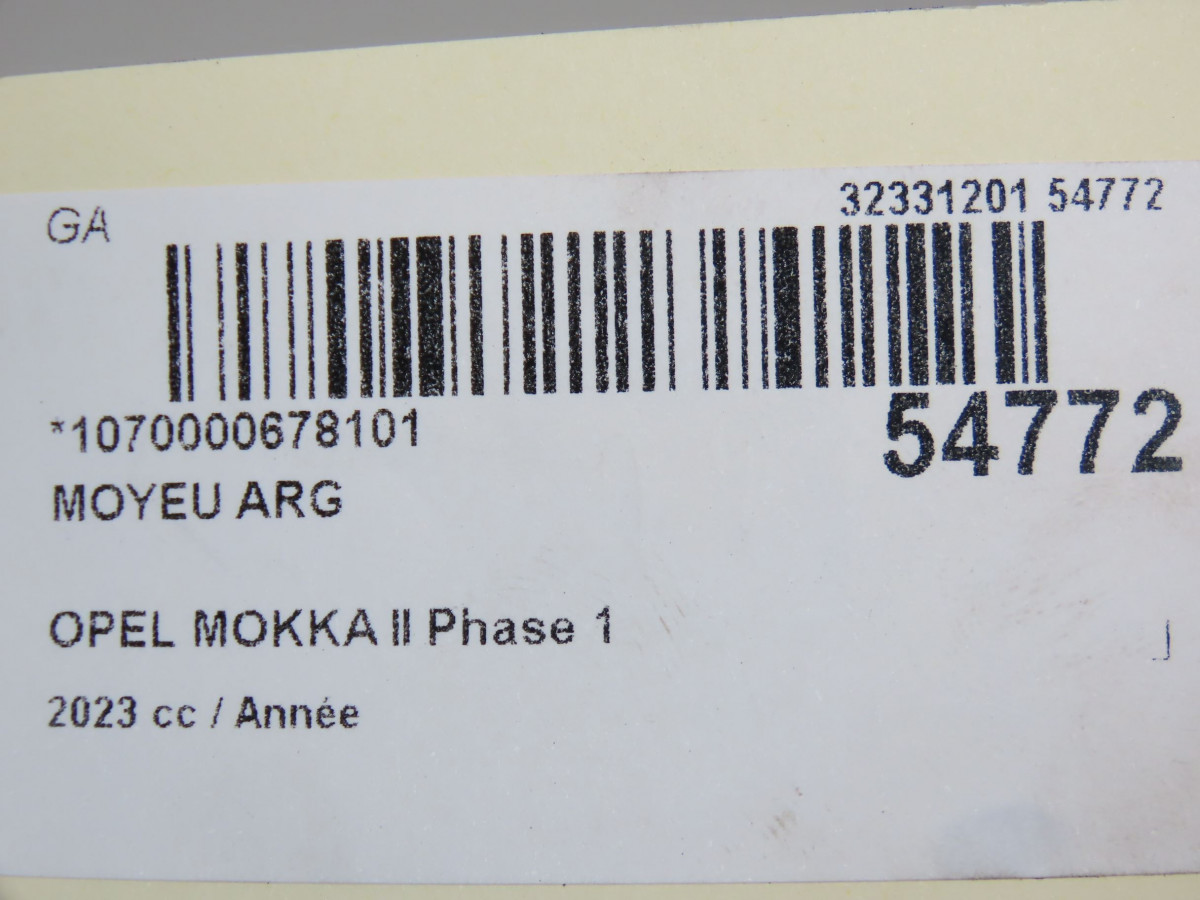 GA
32331201 54772
*1070000678101
54772
MOYEU ARG
OPEL MOKKA II Phase 1
2023 cc / Année